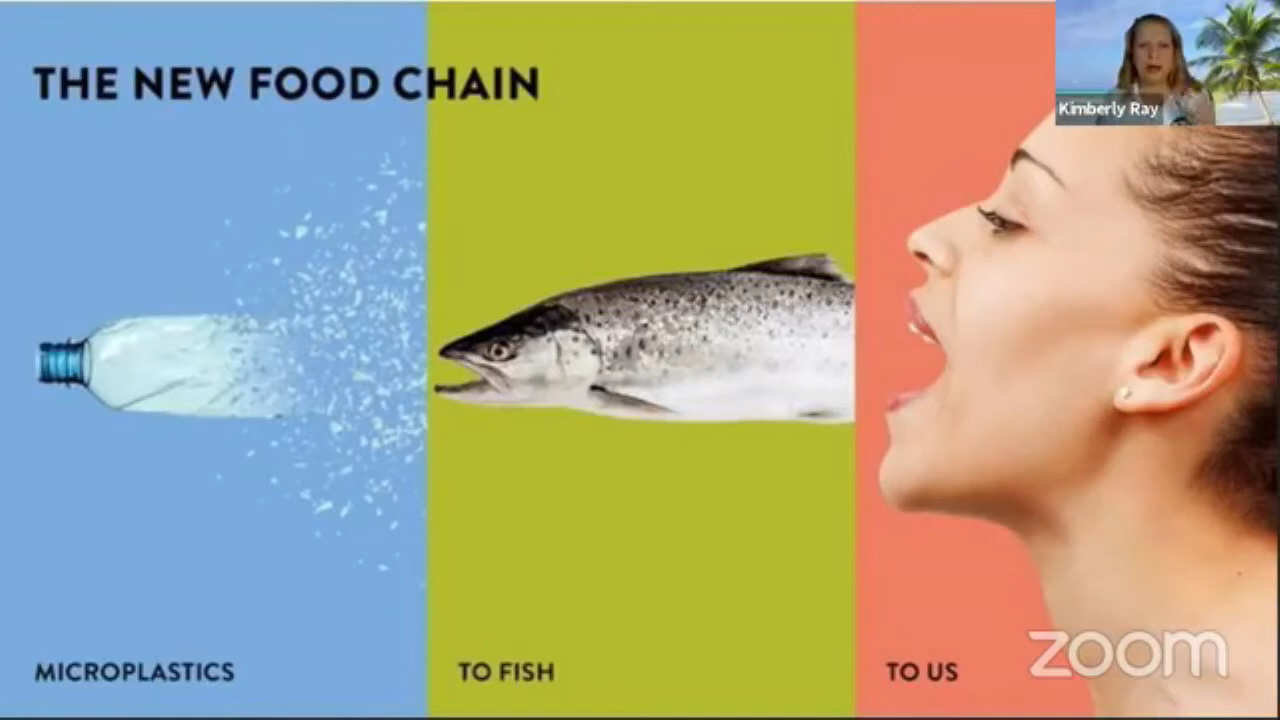 THE NEW FOOD CHAIN
Kimberly Ray
MICROPLASTICS
TO FISH
TO US
zoom